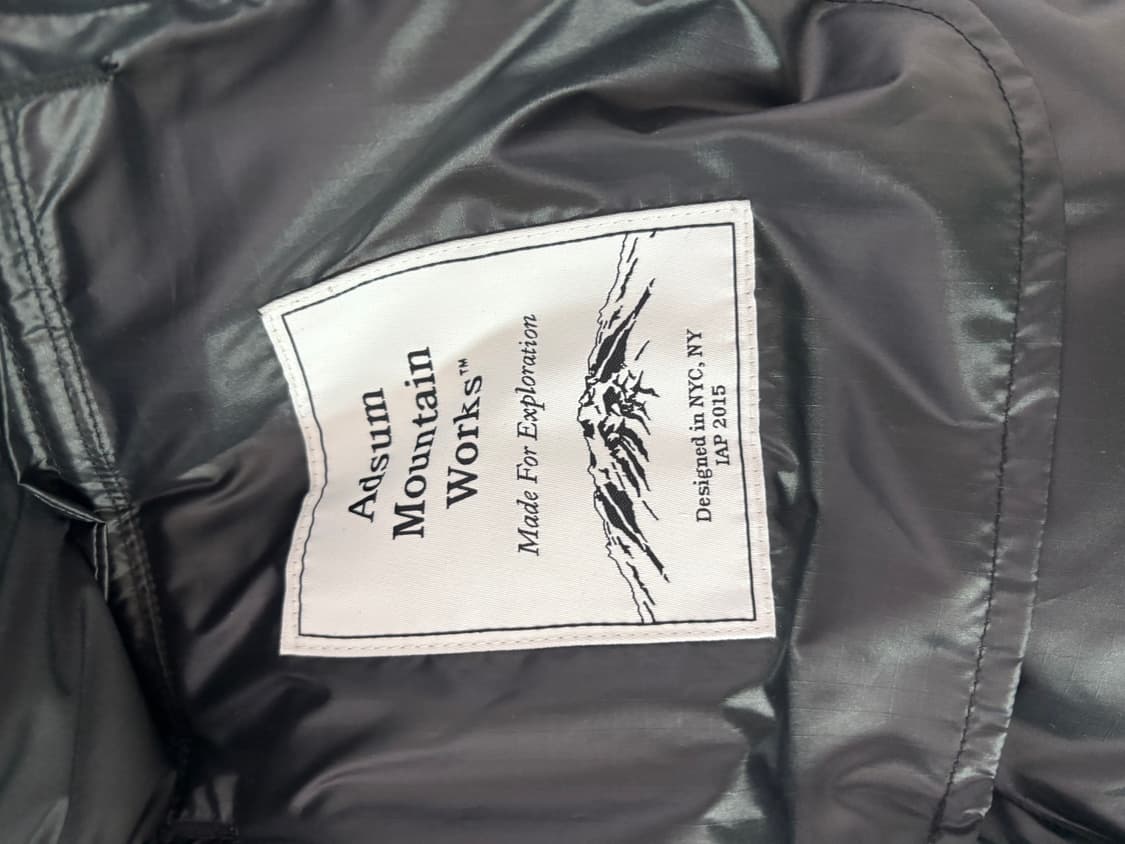 Adsum
Mountain
Works™
Made For Exploration
Designed in NYC, NY
IAP 2015